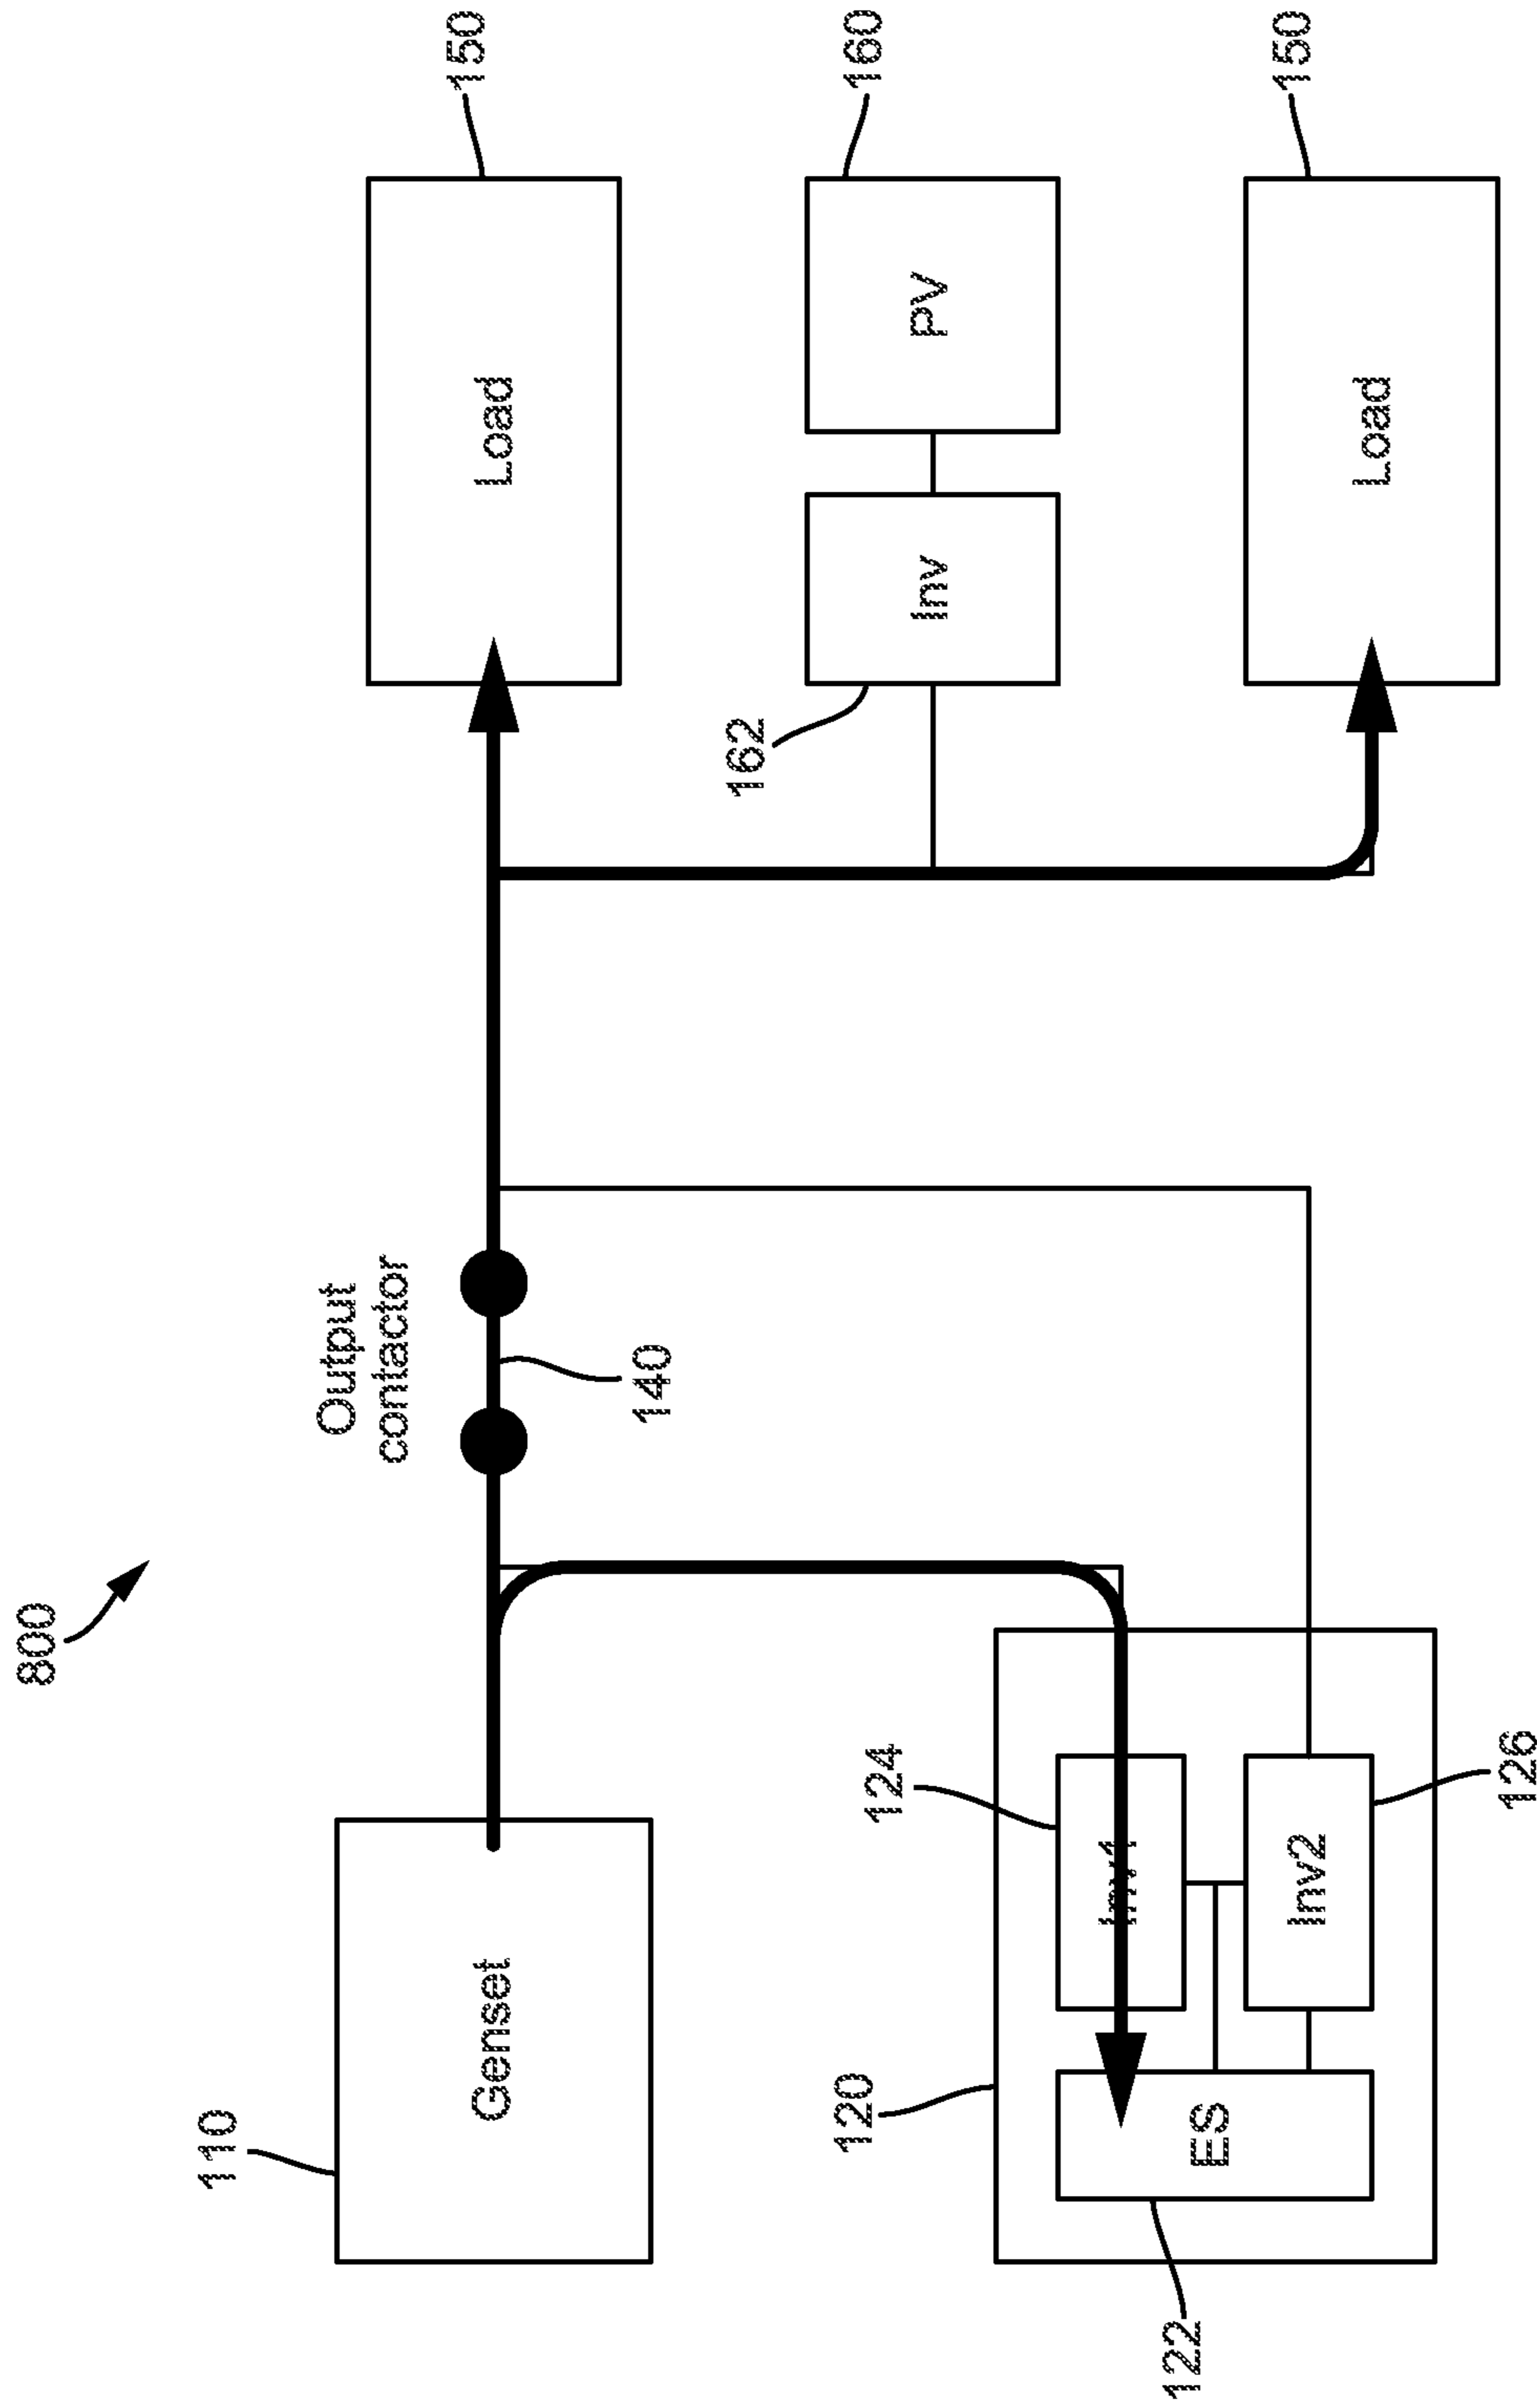 800
110
Genset
Output
contactor
140
Load
150
120
122
ES
124
Inv1
Inv2
126
162
Inv
PV
160
Load
150